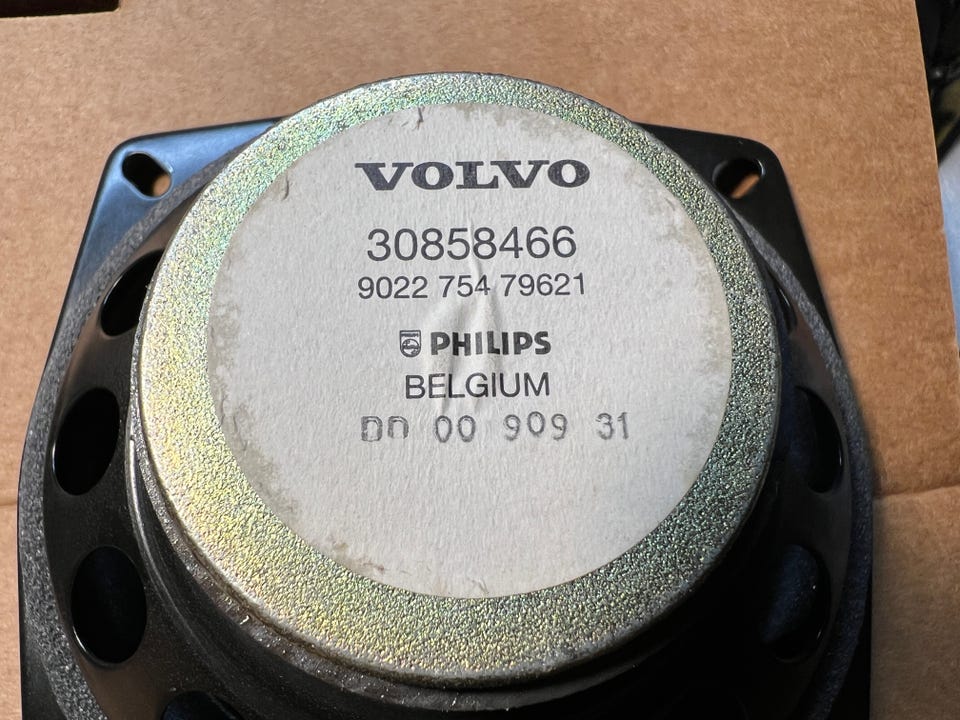 VOLVO
30858466
9022 754 79621
PHILIPS
BELGIUM
DD 00 909 31